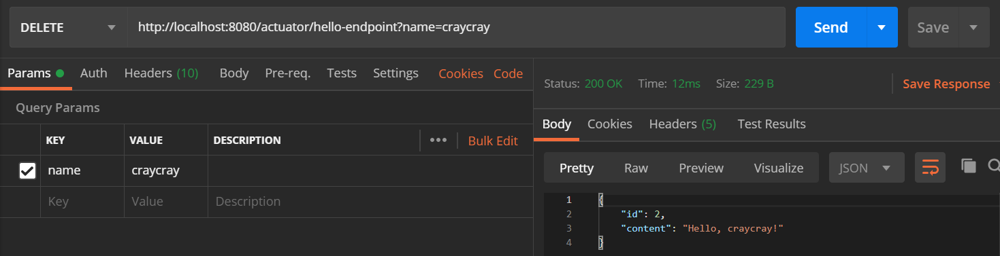 DELETE http://localhost:8080/actuator/hello-endpoint?name=craycray Send Save
Params Auth Headers (10) Body Pre-req. Tests Settings Cookies Code
Query Params
KEY VALUE DESCRIPTION ••• Bulk Edit
name craycray
Key Value Description
Status: 200 OK Time: 12ms Size: 229 B Save Response
Body Cookies Headers (5) Test Results
Pretty Raw Preview Visualize JSON
1 {
2 "id": 2,
3 "content": "Hello, craycray!"
4 }